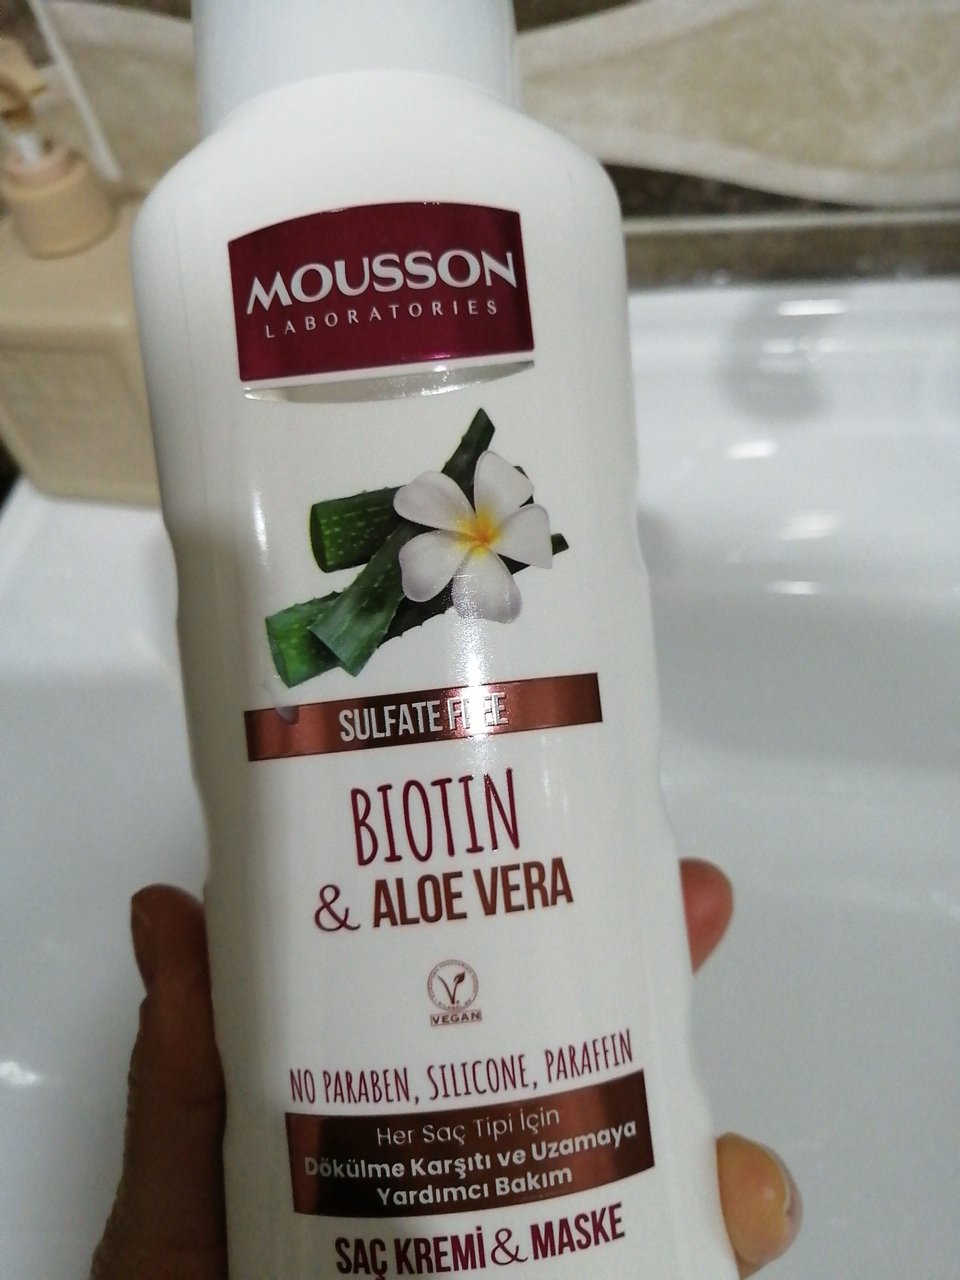 MOUSSON
LABORATORIES
SULFATE FREE
BIOTIN
& ALOE VERA
VEGAN
NO PARABEN, SILICONE, PARAFFIN
Her Saç Tipi İçin
Dökülme Karşıtı ve Uzamaya
Yardımcı Bakım
SAÇ KREMİ & MASKE